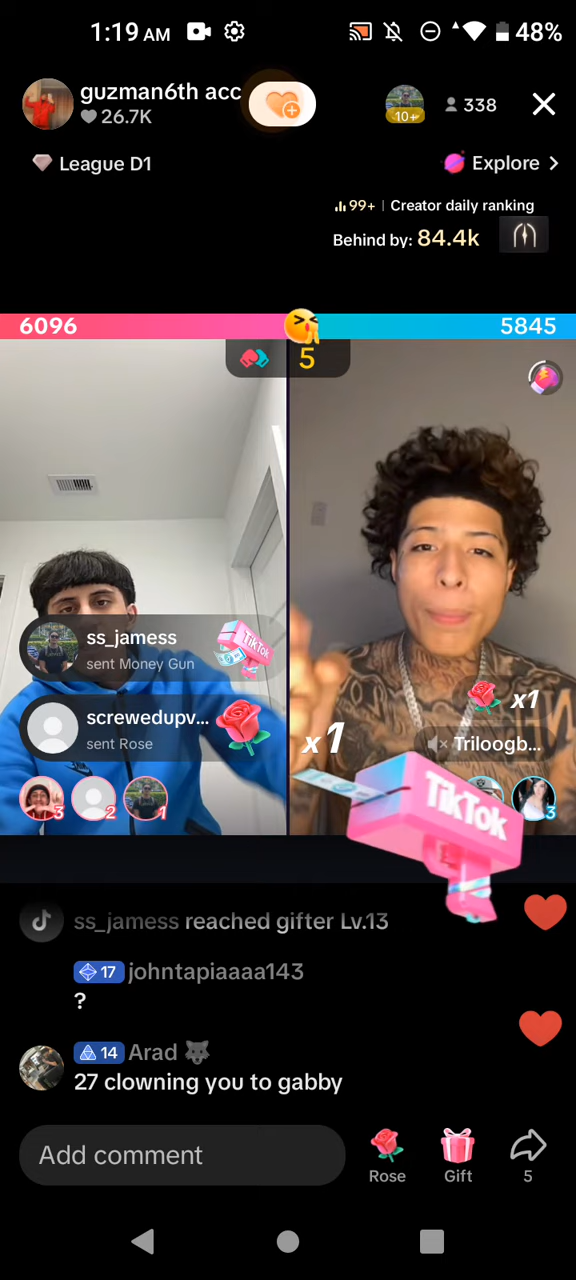 1:19 AM
48%
guzman6th acc
26.7K
10+
338
League D1
Explore >
99+ | Creator daily ranking
Behind by: 84.4k
6096
5845
5
ss_jamess
sent Money Gun
TikTok
screwedupv...
sent Rose
x1
x1
Triloogb...
TikTok
3
2
1
3
ss_jamess reached gifter Lv.13
17 johntapiaaaa143
?
14 Arad
27 clowning you to gabby
Add comment
Rose
Gift
5